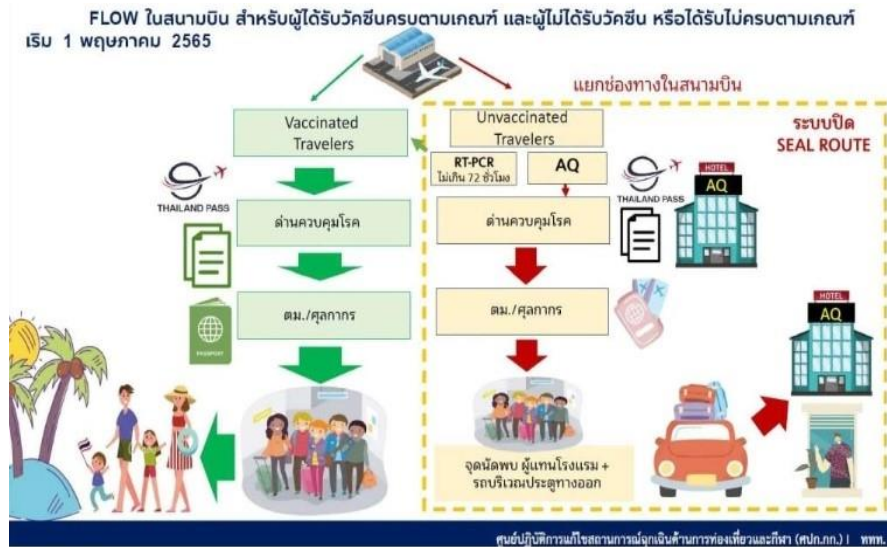 FLOW ในสนามบิน สำหรับผู้ได้รับวัคซีนครบตามเกณฑ์ และผู้ไม่ได้รับวัคซีน หรือได้รับไม่ครบตามเกณฑ์
เริ่ม 1 พฤษภาคม 2565
แยกช่องทางในสนามบิน
Vaccinated
Travelers
Unvaccinated
Travelers
ระบบปิด
SEAL ROUTE
RT-PCR
ไม่เกิน 72 ชั่วโมง
AQ
THAILAND PASS
THAILAND PASS
HOTEL
AQ
ด่านควบคุมโรค
ด่านควบคุมโรค
ตม./ศุลกากร
ตม./ศุลกากร
PASSPORT
HOTEL
AQ
จุดนัดพบ ผู้แทนโรงแรม +
รถบริเวณประตูทางออก
ศูนย์ปฏิบัติการแก้ไขสถานการณ์ฉุกเฉินด้านการท่องเที่ยวและกีฬา (ศปก.กก.) | ททท.